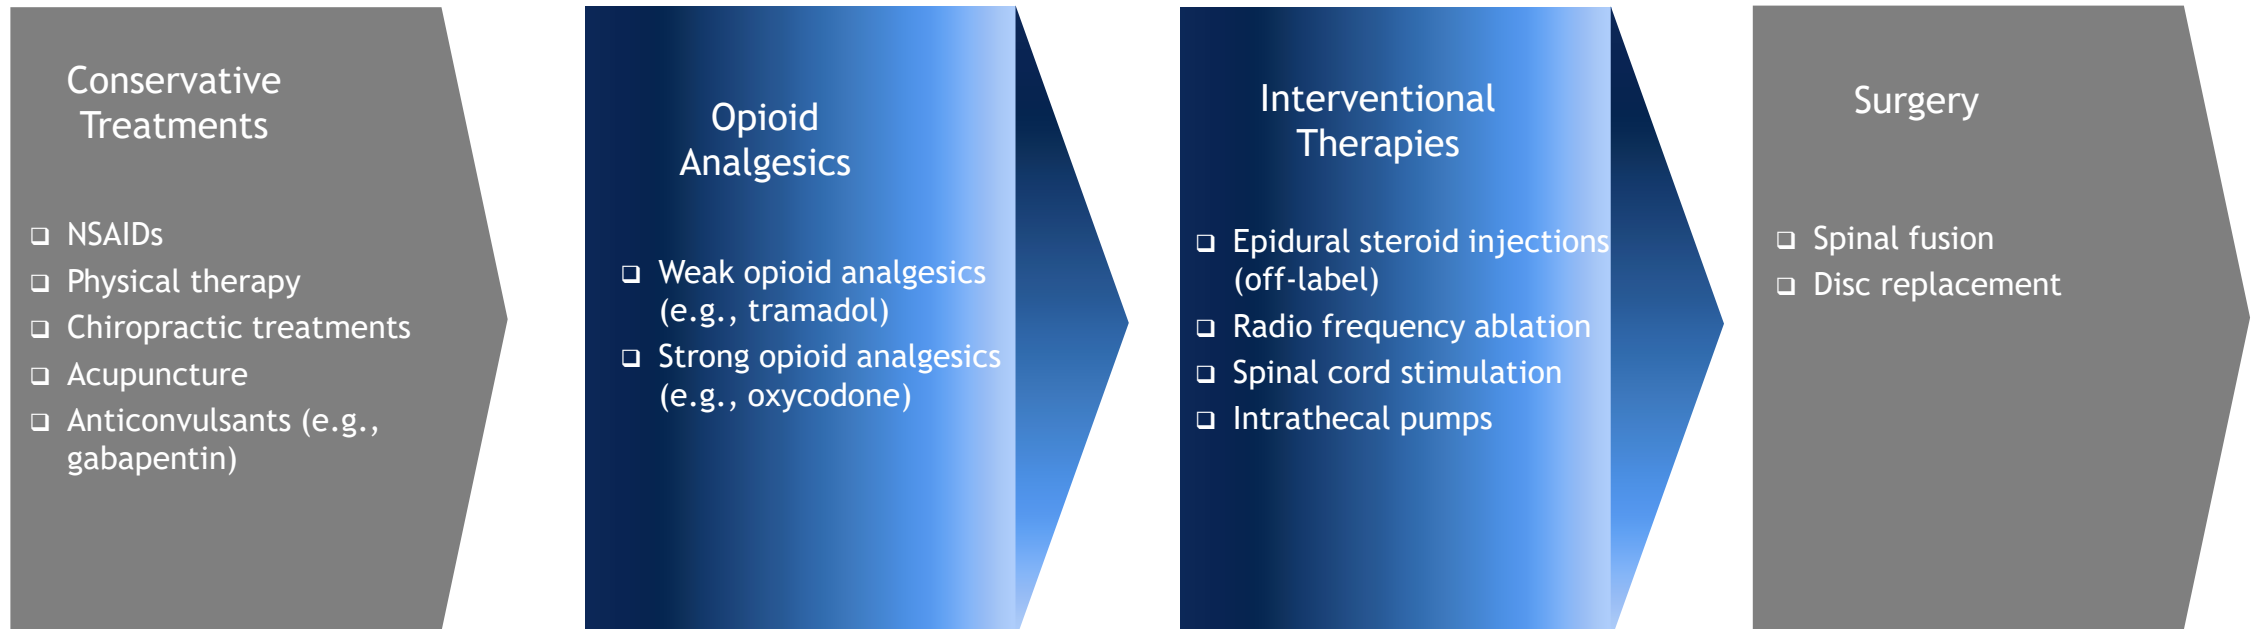 Conservative
Treatments
❑ NSAIDs
❑ Physical therapy
❑ Chiropractic treatments
❑ Acupuncture
❑ Anticonvulsants (e.g.,
gabapentin)
Opioid
Analgesics
❑ Weak opioid analgesics
(e.g., tramadol)
❑ Strong opioid analgesics
(e.g., oxycodone)
Interventional
Therapies
❑ Epidural steroid injections
(off-label)
❑ Radio frequency ablation
❑ Spinal cord stimulation
❑ Intrathecal pumps
Surgery
❑ Spinal fusion
❑ Disc replacement